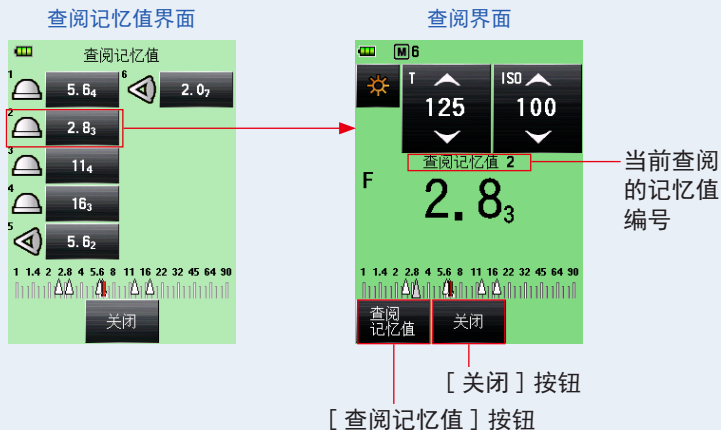 查阅记忆值界面
查阅记忆值
1 5.6₄
6 2.0₇
2 2.8₃
3 11₄
4 16₃
5 5.6₂
1 1.4 2 2.8 4 5.6 8 11 16 22 32 45 64 90
关闭
查阅界面
M 6
T 125
ISO 100
查阅记忆值 2
F 2.8₃
1 1.4 2 2.8 4 5.6 8 11 16 22 32 45 64 90
查阅
记忆值
关闭
当前查阅
的记忆值
编号
[ 关闭 ] 按钮
[ 查阅记忆值 ] 按钮